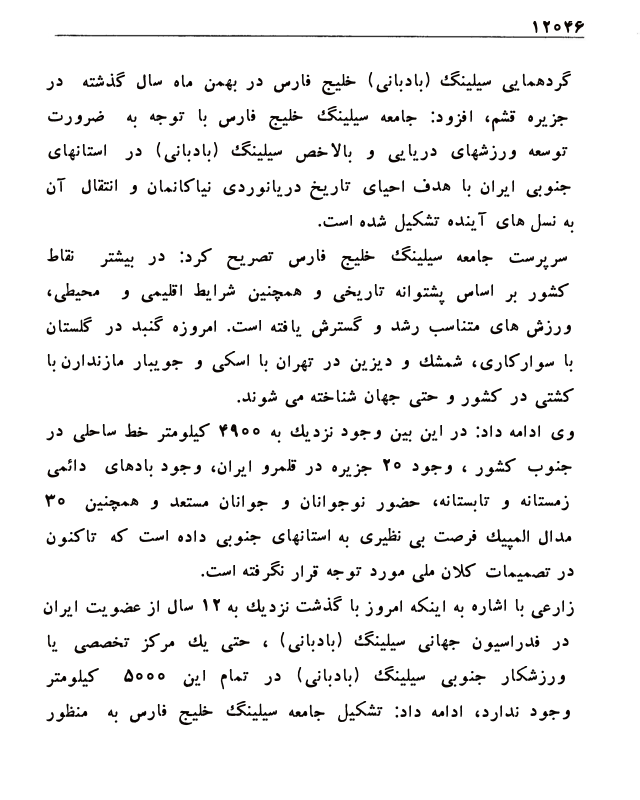 ۱۲۰۴۶
گردهمایی سیلینگ (بادبانی) خلیج فارس در بهمن ماه سال گذشته در
جزیره قشم، افزود: جامعه سیلینگ خلیج فارس با توجه به ضرورت
توسعه ورزشهای دریایی و بالاخص سیلینگ (بادبانی) در استانهای
جنوبی ایران با هدف احیای تاریخ دریانوردی نیاکانمان و انتقال آن
به نسل های آینده تشکیل شده است.
سرپرست جامعه سیلینگ خلیج فارس تصریح کرد: در بیشتر نقاط
کشور بر اساس پشتوانه تاریخی و همچنین شرایط اقلیمی و محیطی،
ورزش های متناسب رشد و گسترش یافته است. امروزه گنبد در گلستان
با سوارکاری، شمشك و دیزین در تهران با اسکی و جویبار مازندارن با
کشتی در کشور و حتی جهان شناخته می شوند.
وی ادامه داد: در این بین وجود نزدیك به ۴۹۰۰ کیلومتر خط ساحلی در
جنوب کشور ، وجود ۲۰ جزیره در قلمرو ایران، وجود بادهای دائمی
زمستانه و تابستانه، حضور نوجوانان و جوانان مستعد و همچنین ۳۰
مدال المپیك فرصت بی نظیری به استانهای جنوبی داده است که تاکنون
در تصمیمات کلان ملی مورد توجه قرار نگرفته است.
زارعی با اشاره به اینکه امروز با گذشت نزدیك به ۱۲ سال از عضویت ایران
در فدراسیون جهانی سیلینگ (بادبانی) ، حتی یك مرکز تخصصی یا
ورزشکار جنوبی سیلینگ (بادبانی) در تمام این ۵۰۰۰ کیلومتر
وجود ندارد، ادامه داد: تشکیل جامعه سیلینگ خلیج فارس به منظور